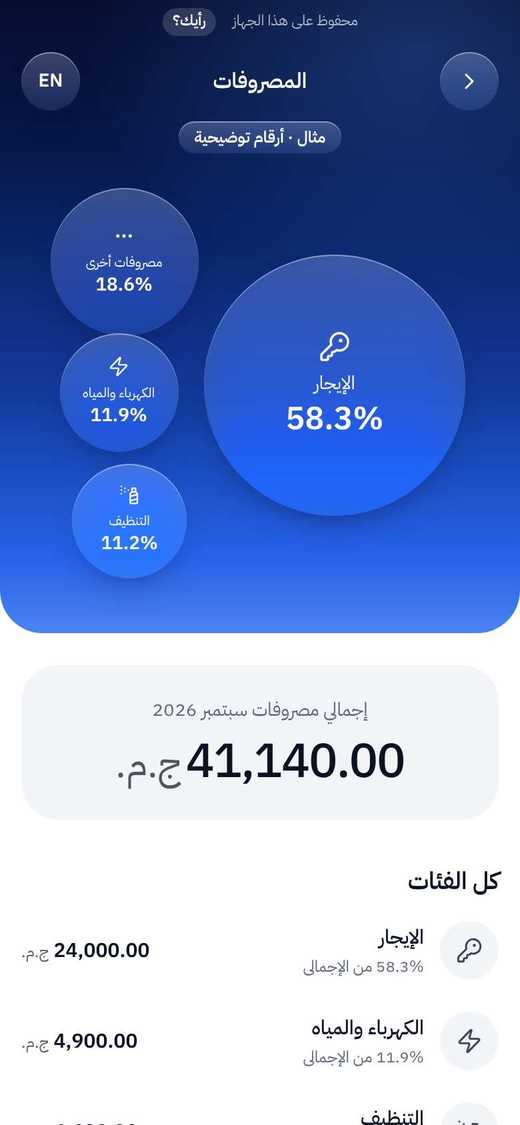 محفوظ على هذا الجهاز رأيك؟
المصروفات
EN
مثال · أرقام توضيحية
مصروفات أخرى
18.6%
الإيجار
58.3%
الكهرباء والمياه
11.9%
التنظيف
11.2%
إجمالي مصروفات سبتمبر 2026
41,140.00 ج.م.
كل الفئات
الإيجار
24,000.00 ج.م.
58.3% من الإجمالي
الكهرباء والمياه
4,900.00 ج.م.
11.9% من الإجمالي
التنظيف